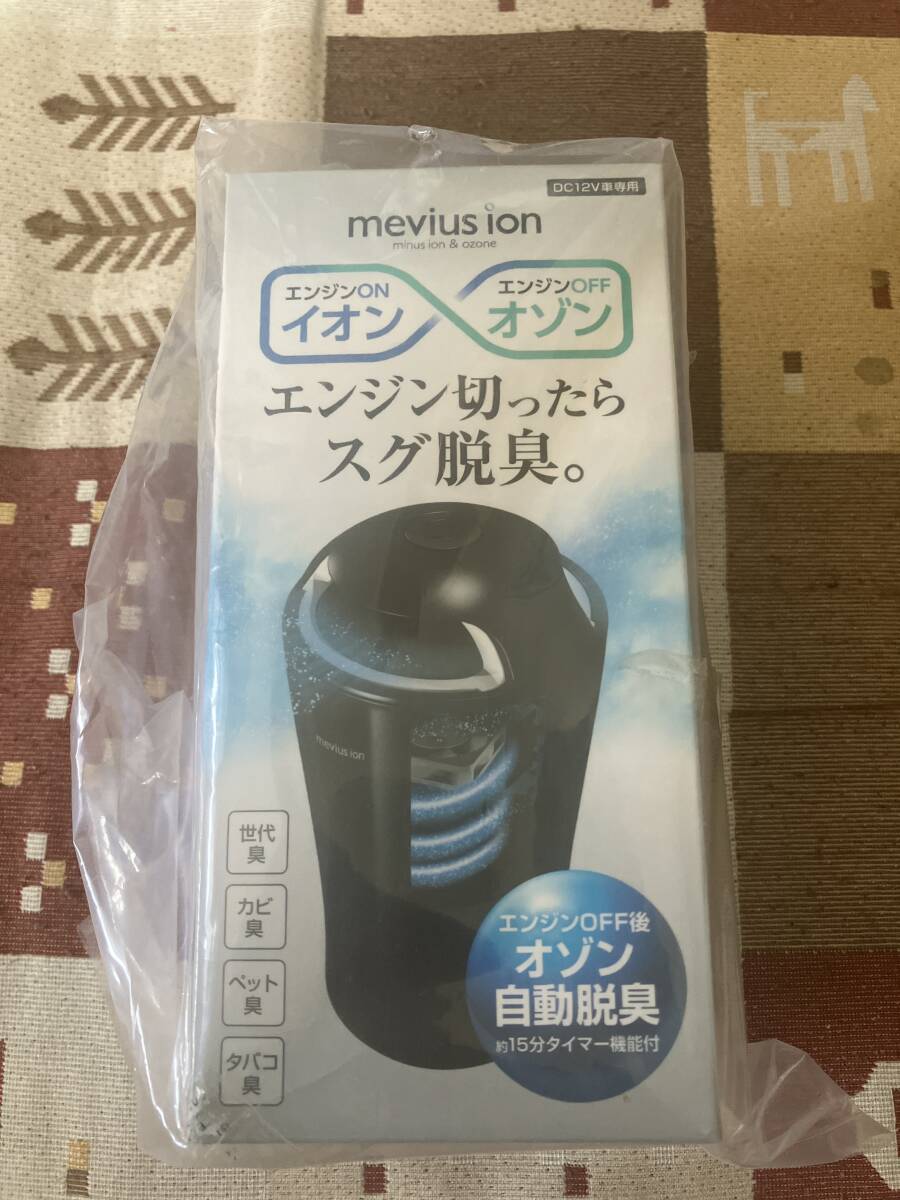 DC12V車専用
mevius ion
minus ion & ozone
エンジンON
イオン
エンジンOFF
オゾン
エンジン切ったら
スグ脱臭。
mevius ion
世代
臭
カビ
臭
ペット
臭
タバコ
臭
エンジンOFF後
オゾン
自動脱臭
約15分タイマー機能付